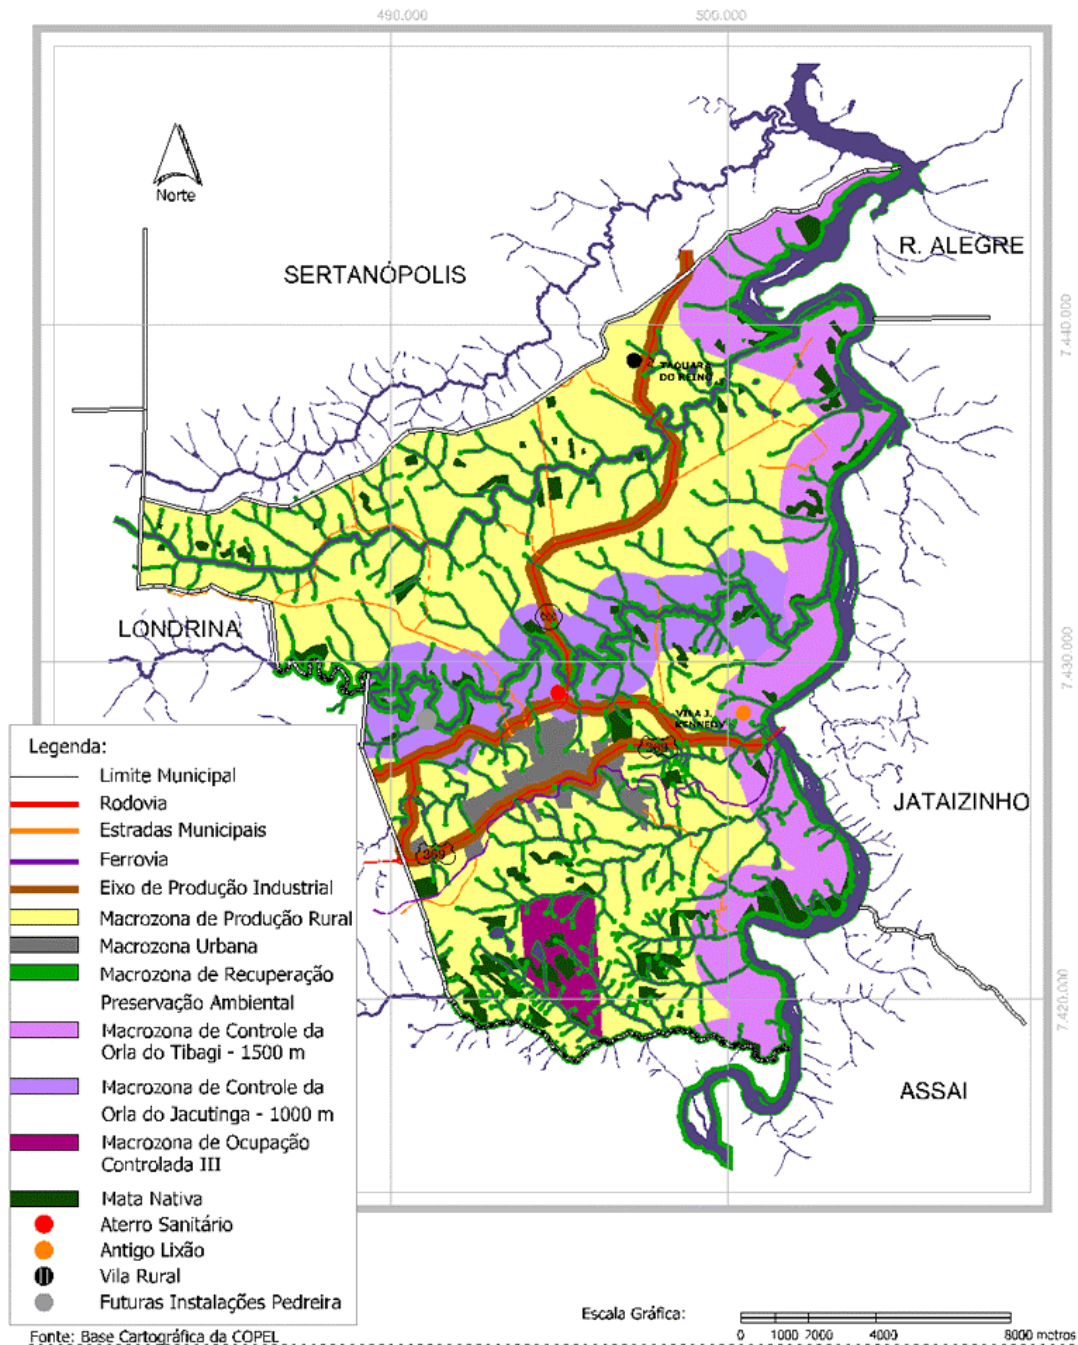 490.000
500.000
Norte
SERTANÓPOLIS
R. ALEGRE
7.440.000
TAQUARA
DO REINO
LONDRINA
7.430.000
VILA J.
KENNEDY
369
JATAIZINHO
369
7.420.000
ASSAI
Legenda:
Limite Municipal
Rodovia
Estradas Municipais
Ferrovia
Eixo de Produção Industrial
Macrozona de Produção Rural
Macrozona Urbana
Macrozona de Recuperação
Preservação Ambiental
Macrozona de Controle da
Orla do Tibagi - 1500 m
Macrozona de Controle da
Orla do Jacutinga - 1000 m
Macrozona de Ocupação
Controlada III
Mata Nativa
Aterro Sanitário
Antigo Lixão
Vila Rural
Futuras Instalações Pedreira
Escala Gráfica:
0 1000 2000 4000 8000 metros
Fonte: Base Cartográfica da COPEL